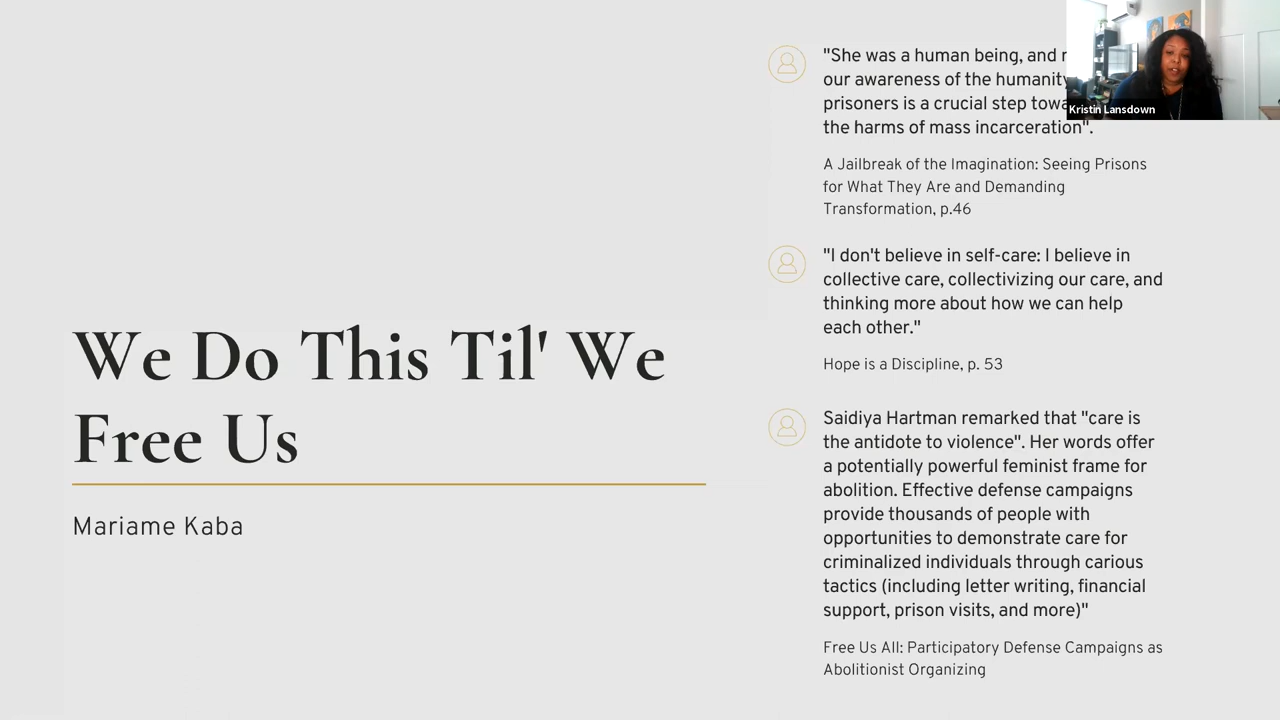 We Do This Til' We
Free Us
Mariame Kaba
"She was a human being, and
our awareness of the humanity
prisoners is a crucial step
the harms of mass incarceration".
A Jailbreak of the Imagination: Seeing Prisons
for What They Are and Demanding
Transformation, p.46
"I don't believe in self-care: I believe in
collective care, collectivizing our care, and
thinking more about how we can help
each other."
Hope is a Discipline, p. 53
Saidiya Hartman remarked that "care is
the antidote to violence". Her words offer
a potentially powerful feminist frame for
abolition. Effective defense campaigns
provide thousands of people with
opportunities to demonstrate care for
criminalized individuals through carious
tactics (including letter writing, financial
support, prison visits, and more)"
Free Us All: Participatory Defense Campaigns as
Abolitionist Organizing
Kristin Lansdown